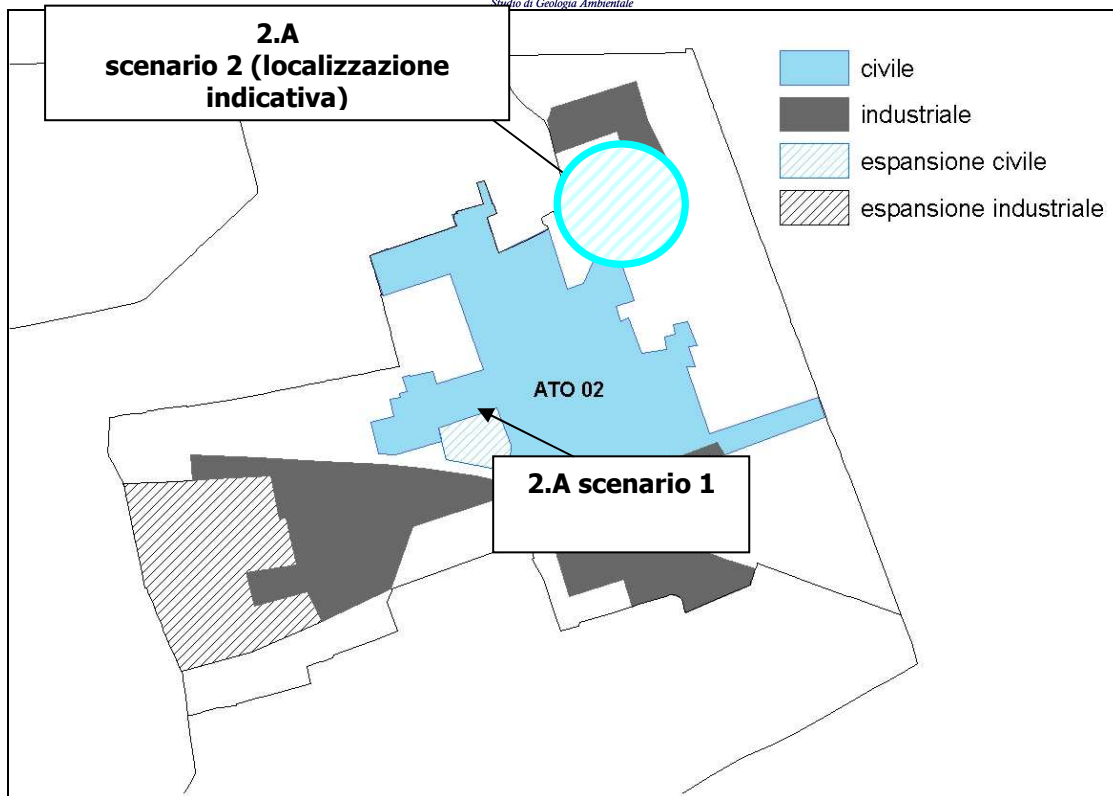 Studio di Geologia Ambientale
2.A
scenario 2 (localizzazione
indicativa)
civile
industriale
espansione civile
espansione industriale
ATO 02
2.A scenario 1